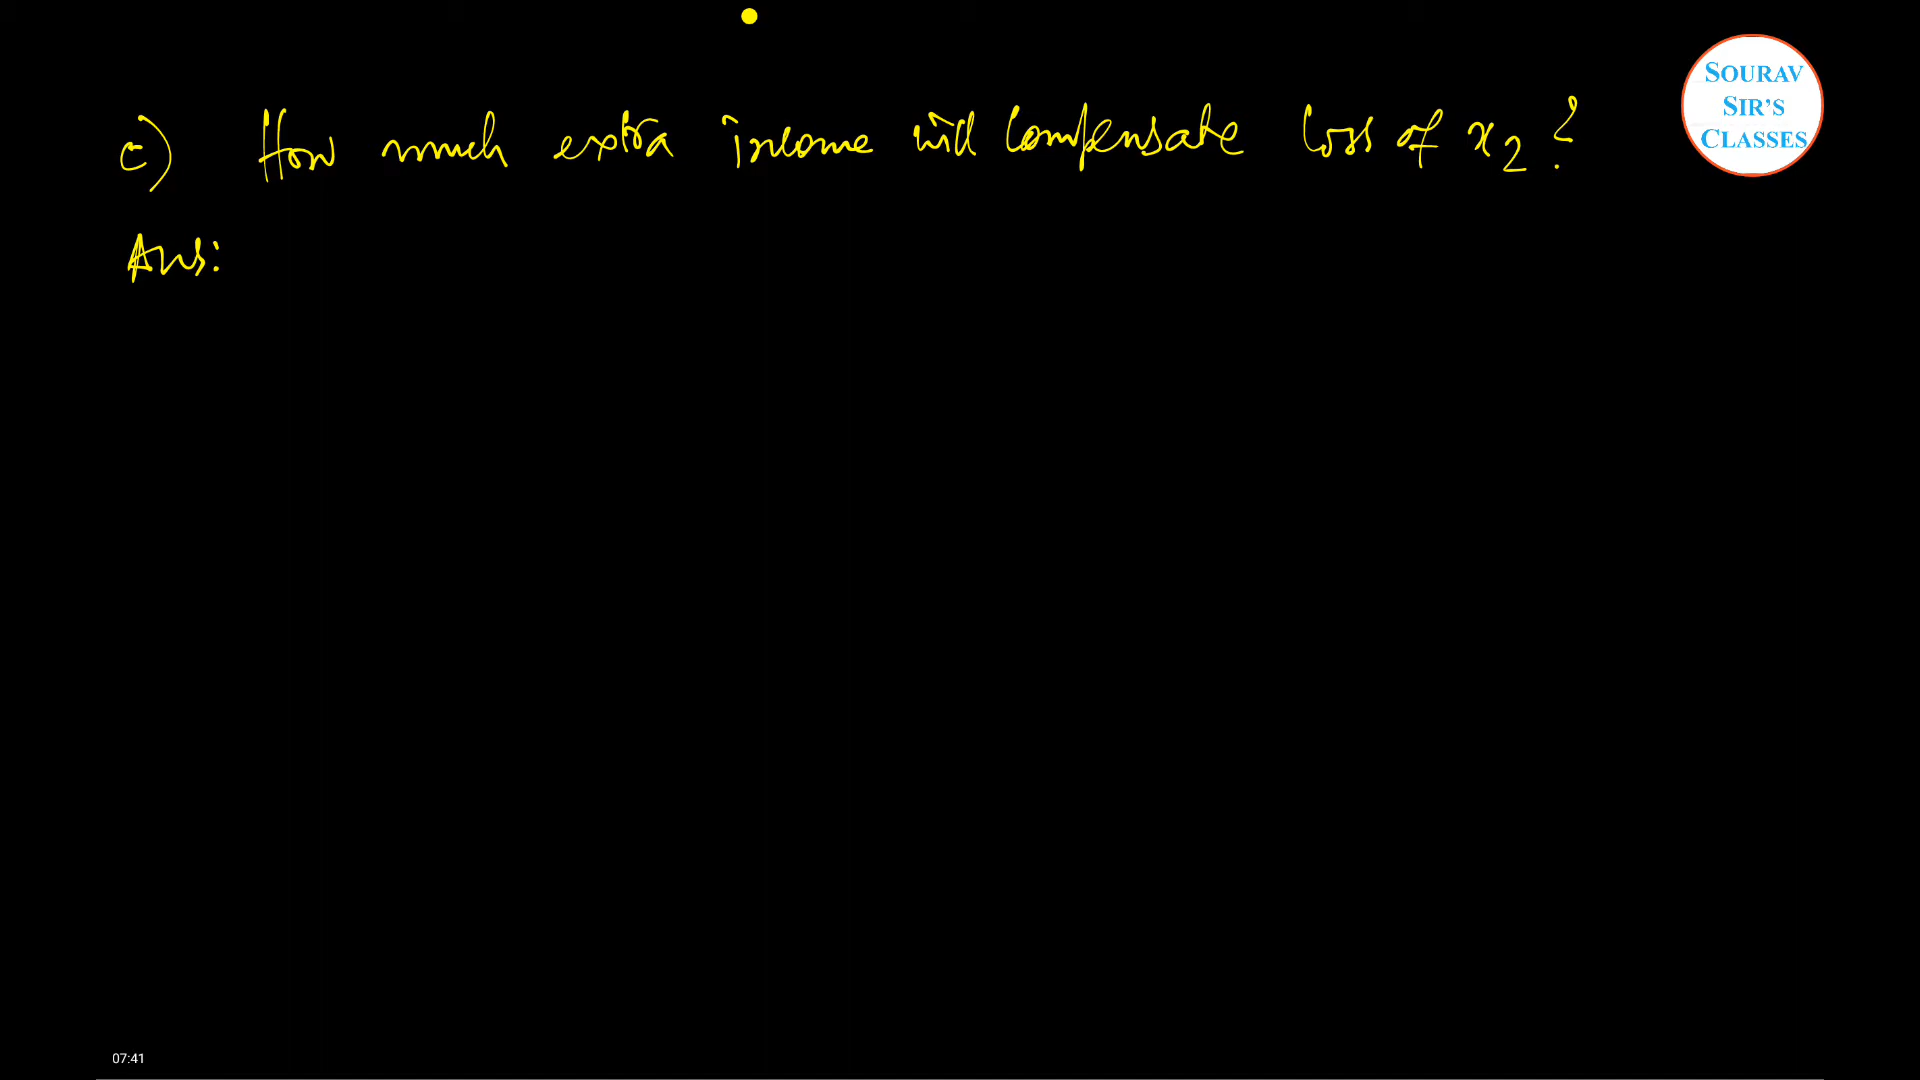 SOURAV
SIR'S
CLASSES
c) How much extra income will compensate loss of x2?
Ans:
07:41